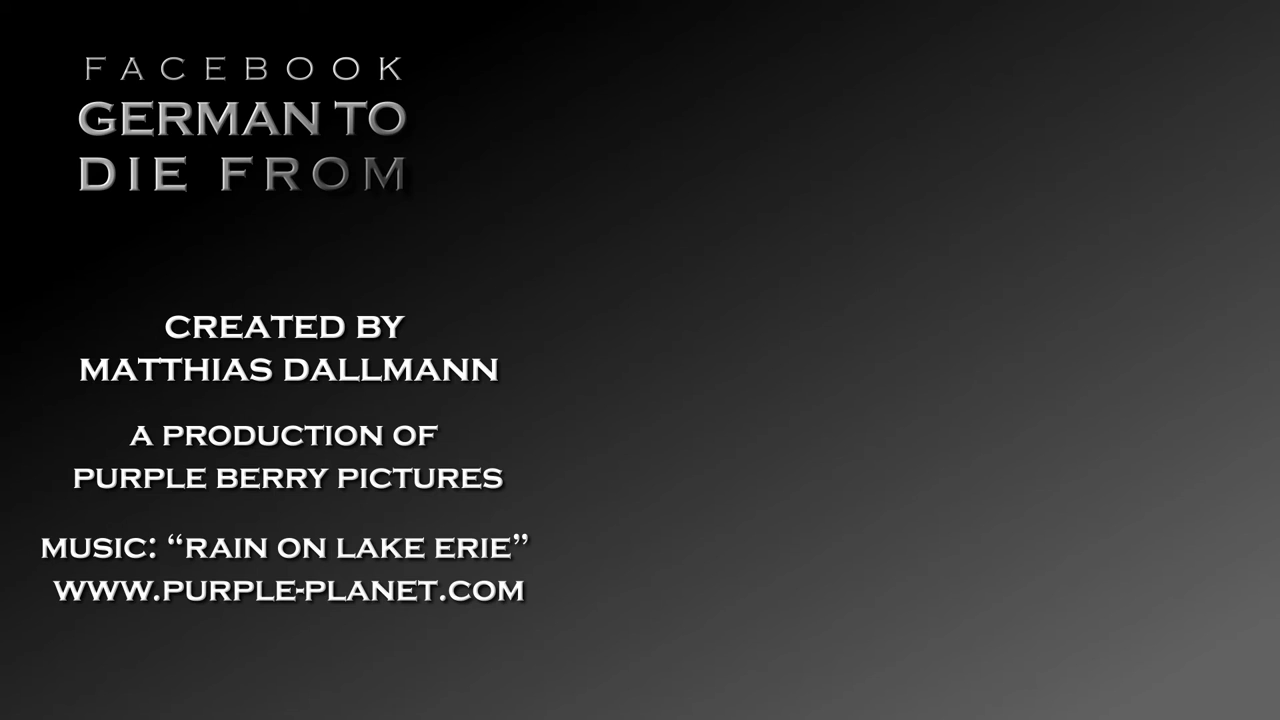 FACEBOOK
GERMAN TO
DIE FROM
CREATED BY
MATTHIAS DALLMANN
A PRODUCTION OF
PURPLE BERRY PICTURES
MUSIC: “RAIN ON LAKE ERIE”
WWW.PURPLE-PLANET.COM